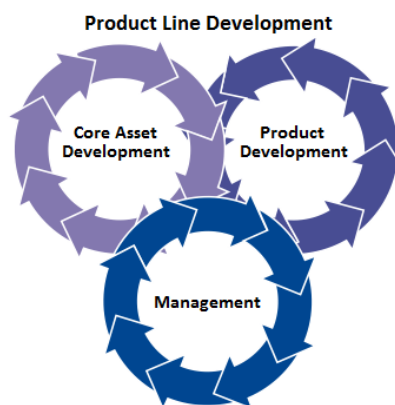 Product Line Development
Core Asset
Development
Product
Development
Management